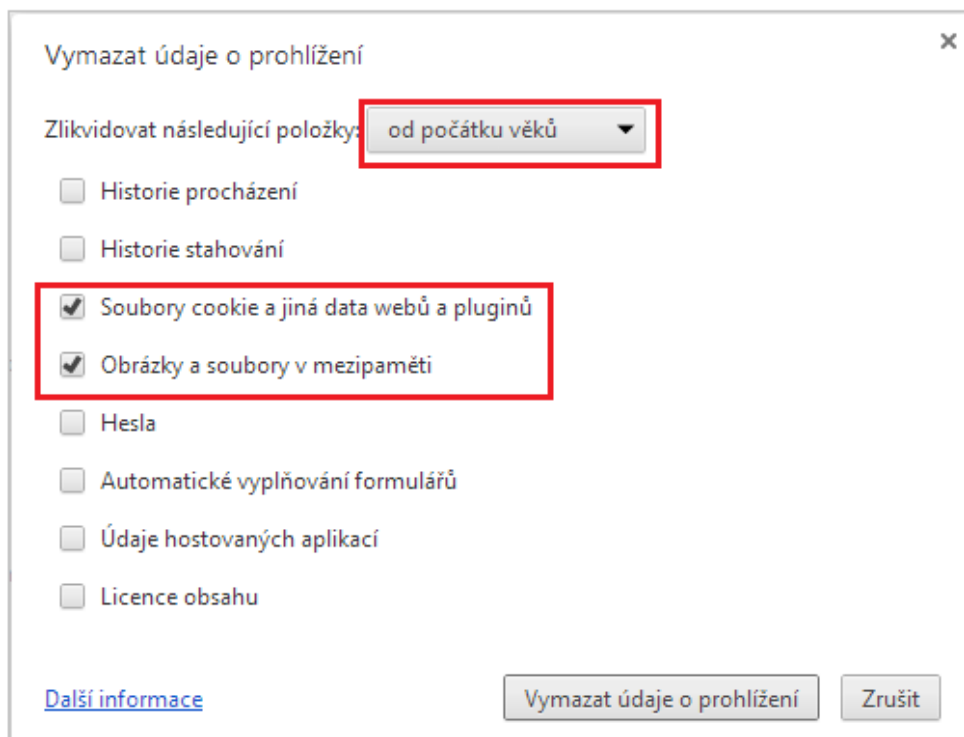 Vymazat údaje o prohlížení
Zlikvidovat následující položky: od počátku věků
Historie procházení
Historie stahování
Soubory cookie a jiná data webů a pluginů
Obrázky a soubory v mezipaměti
Hesla
Automatické vyplňování formulářů
Údaje hostovaných aplikací
Licence obsahu
Další informace Vymazat údaje o prohlížení Zrušit